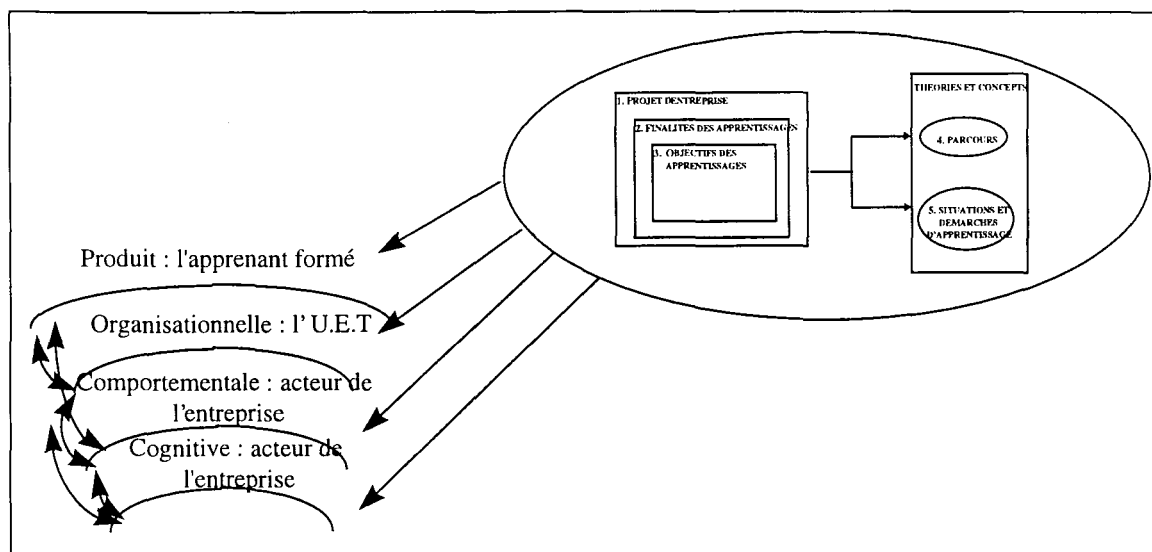 1. PROJET DENTREPRISE
2. FINALITES DES APPRENTISSAGES
3. OBJECTIFS DES
APPRENTISSAGES
THEORIES ET CONCEPTS
4. PARCOURS
5. SITUATIONS ET
DEMARCHES
D'APPRENTISSAGE
Produit : l'apprenant formé
Organisationnelle : l' U.E.T
Comportementale : acteur de
l'entreprise
Cognitive : acteur de
l'entreprise